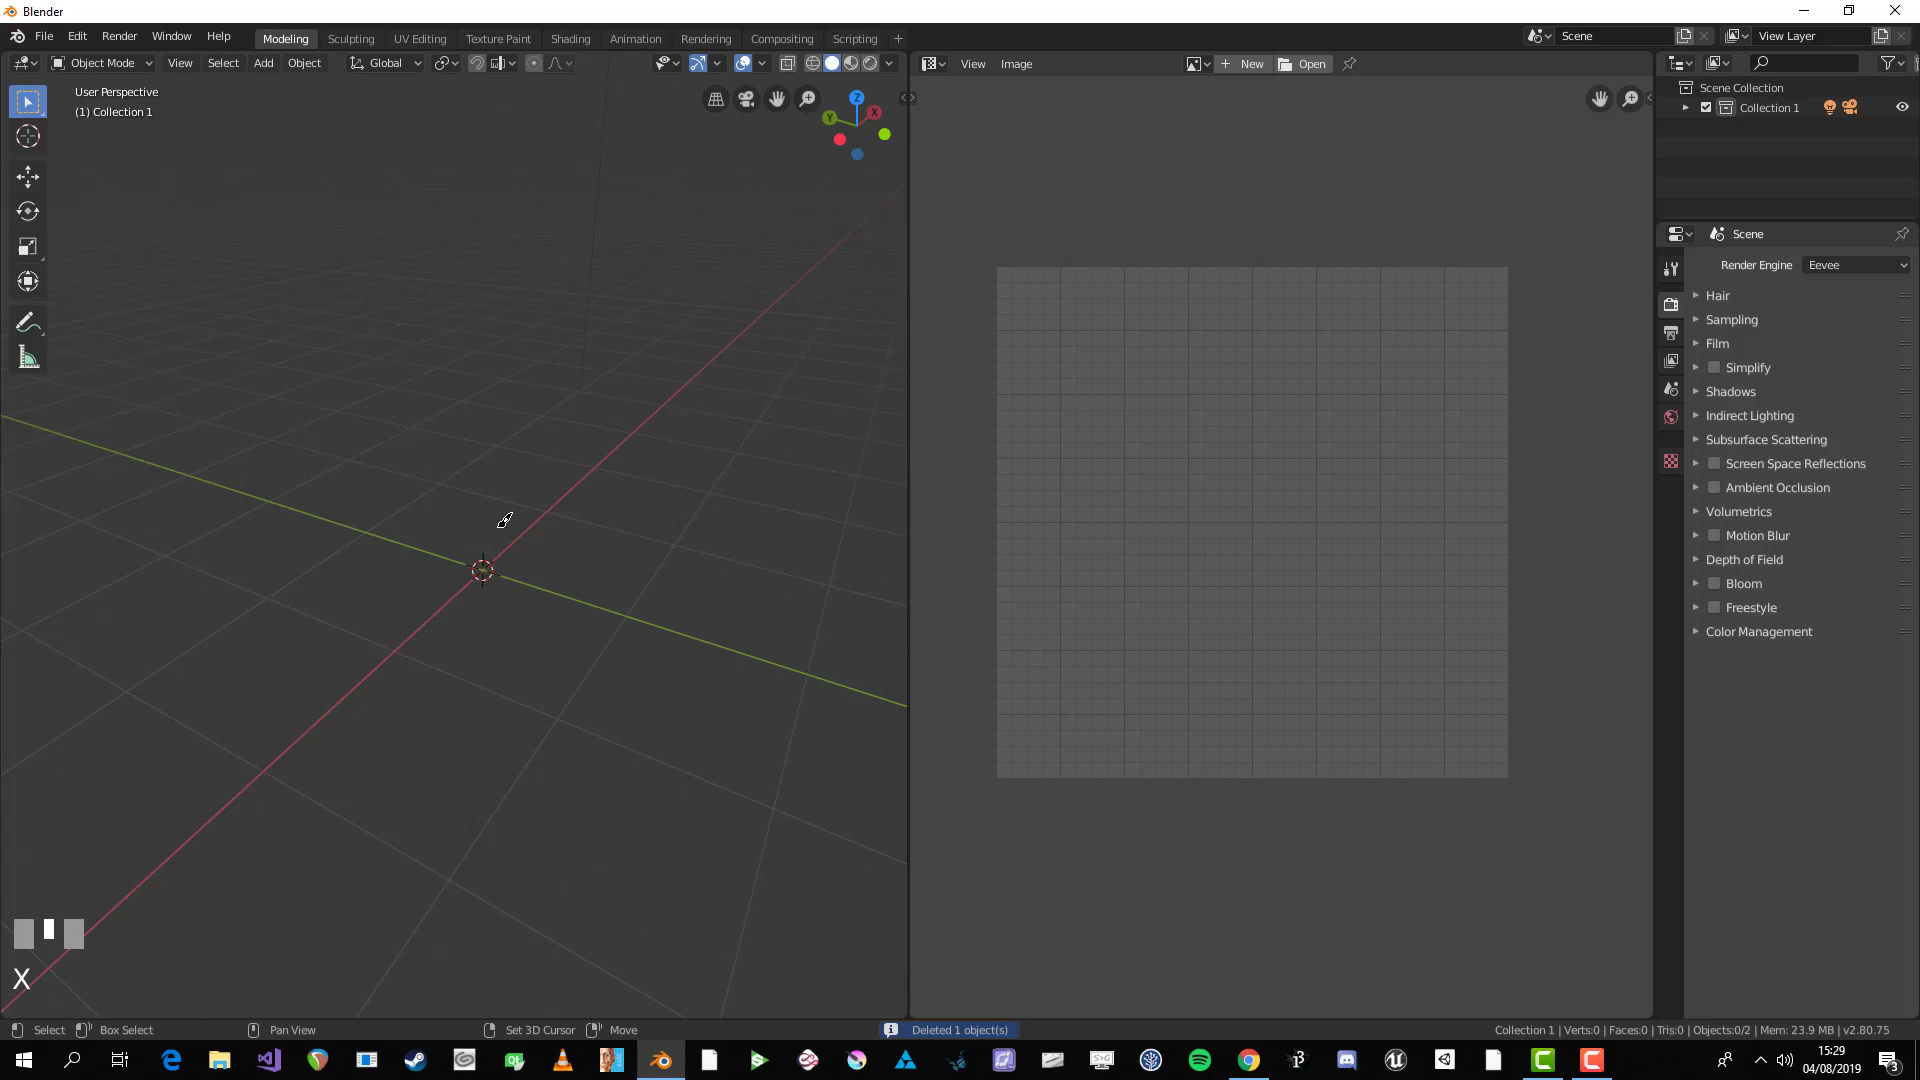 Blender
File Edit Render Window Help
Modeling Sculpting UV Editing Texture Paint Shading Animation Rendering Compositing Scripting +
Scene
View Layer
Object Mode View Select Add Object Global
View Image
New Open
User Perspective
(1) Collection 1
Z
Y
X
Scene Collection
Collection 1
Scene
Render Engine Eevee
Hair
Sampling
Film
Simplify
Shadows
Indirect Lighting
Subsurface Scattering
Screen Space Reflections
Ambient Occlusion
Volumetrics
Motion Blur
Depth of Field
Bloom
Freestyle
Color Management
X
Select Box Select Pan View Set 3D Cursor Move
Deleted 1 object(s)
Collection 1 | Verts:0 | Faces:0 | Tris:0 | Objects:0/2 | Mem: 23.9 MB | v2.80.75
15:29
04/08/2019
3